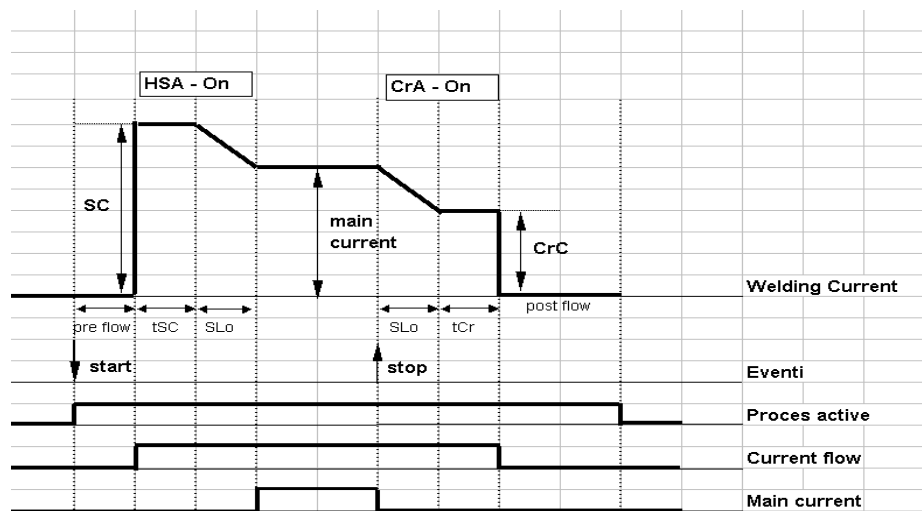 HSA - On
CrA - On
SC
main
current
CrC
Welding Current
pre flow
tSC
SLo
SLo
tCr
post flow
start
stop
Eventi
Proces active
Current flow
Main current